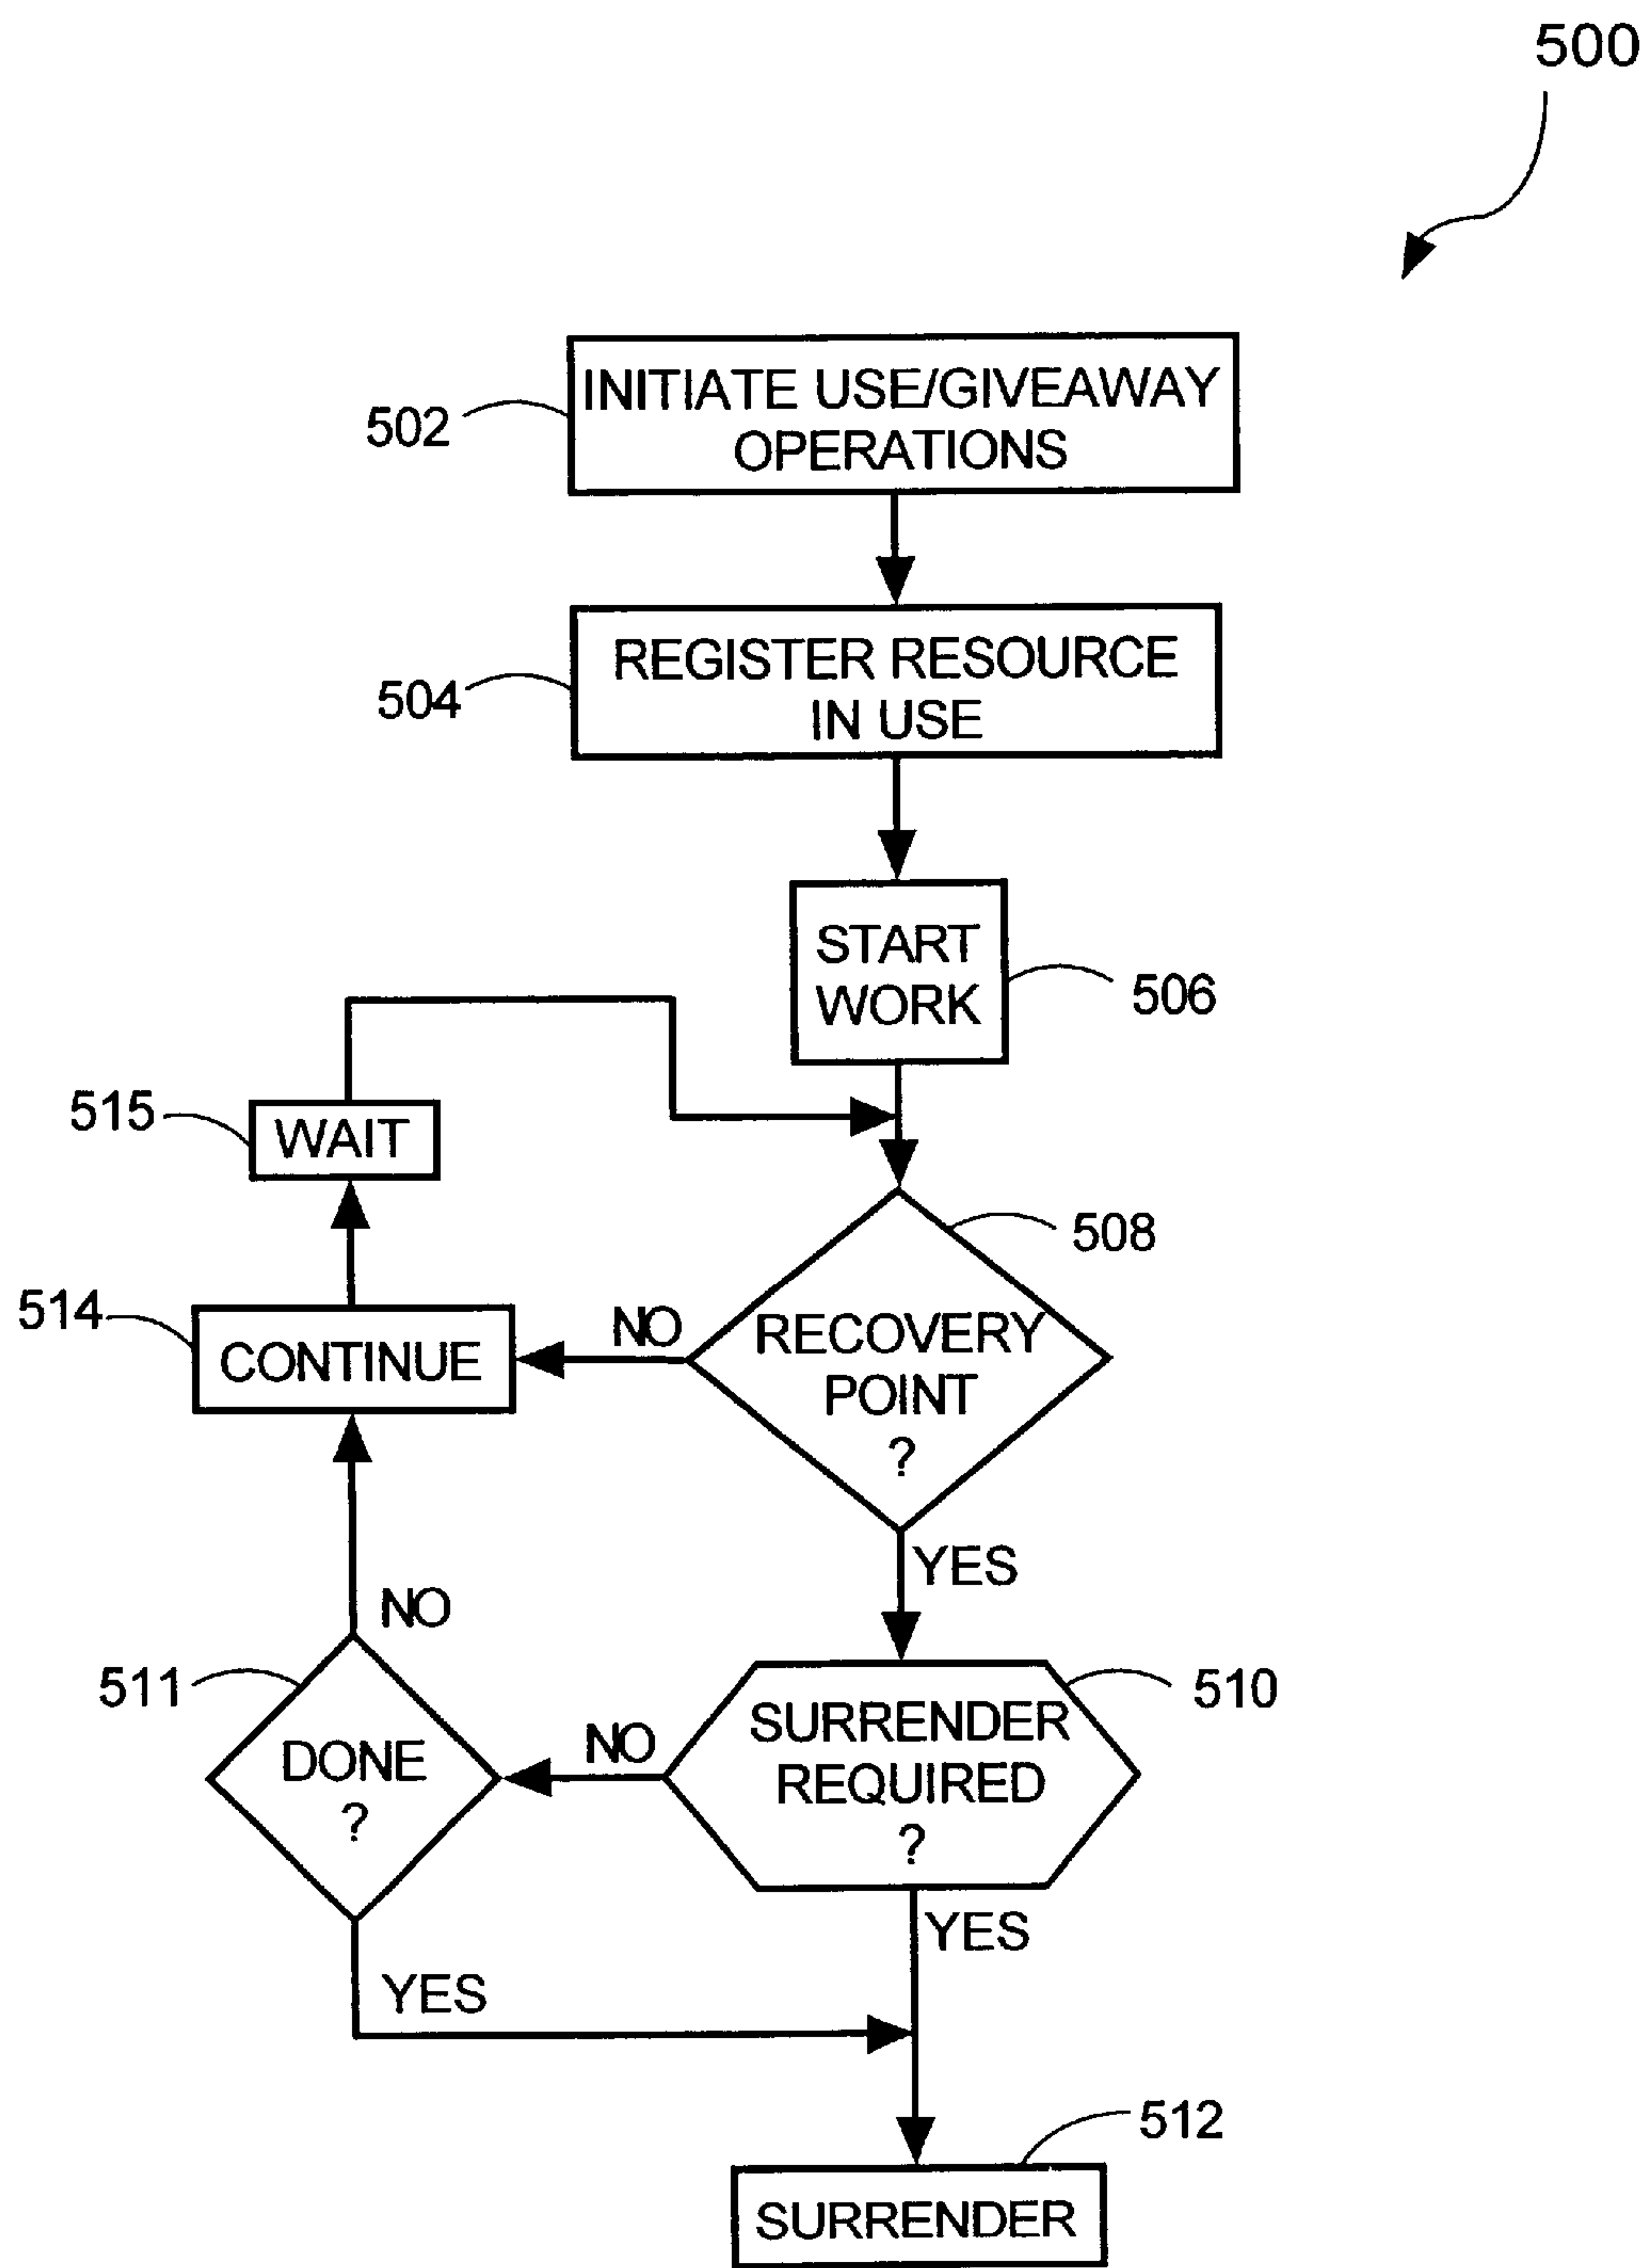 500
INITIATE USE/GIVEAWAY
OPERATIONS
502
REGISTER RESOURCE
IN USE
504
START
WORK
506
515
WAIT
508
514
CONTINUE
NO
RECOVERY
POINT
?
YES
NO
511
DONE
?
NO
SURRENDER
REQUIRED
?
510
YES
YES
512
SURRENDER